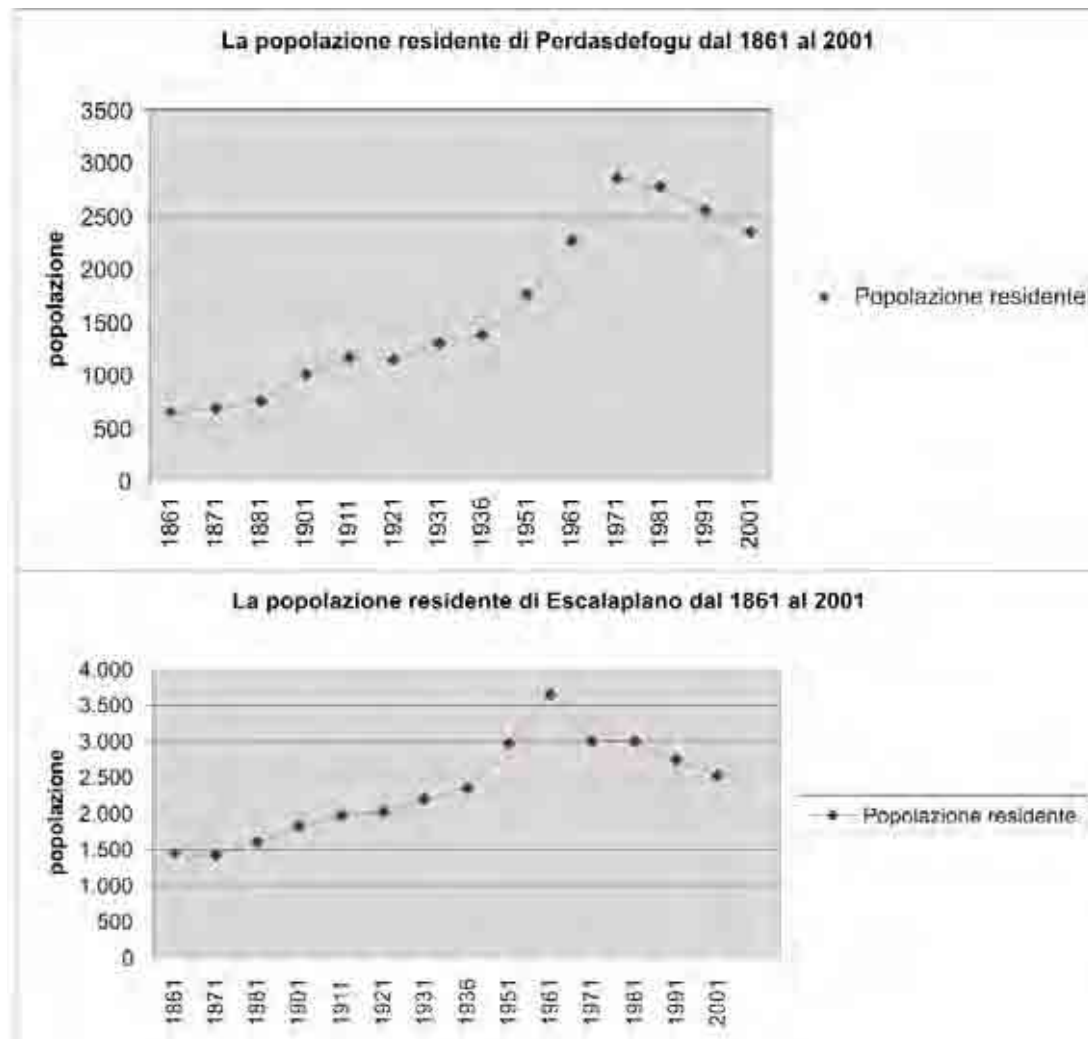 La popolazione residente di Perdasdefogu dal 1861 al 2001
3500
3000
2500
2000
1500
1000
500
0
popolazione
1861 1871 1881 1901 1911 1921 1931 1936 1951 1961 1971 1981 1991 2001
Popolazione residente
La popolazione residente di Escalaplano dal 1861 al 2001
4.000
3.500
3.000
2.500
2.000
1.500
1.000
500
0
popolazione
1861 1871 1881 1901 1911 1921 1931 1936 1951 1961 1971 1981 1991 2001
Popolazione residente